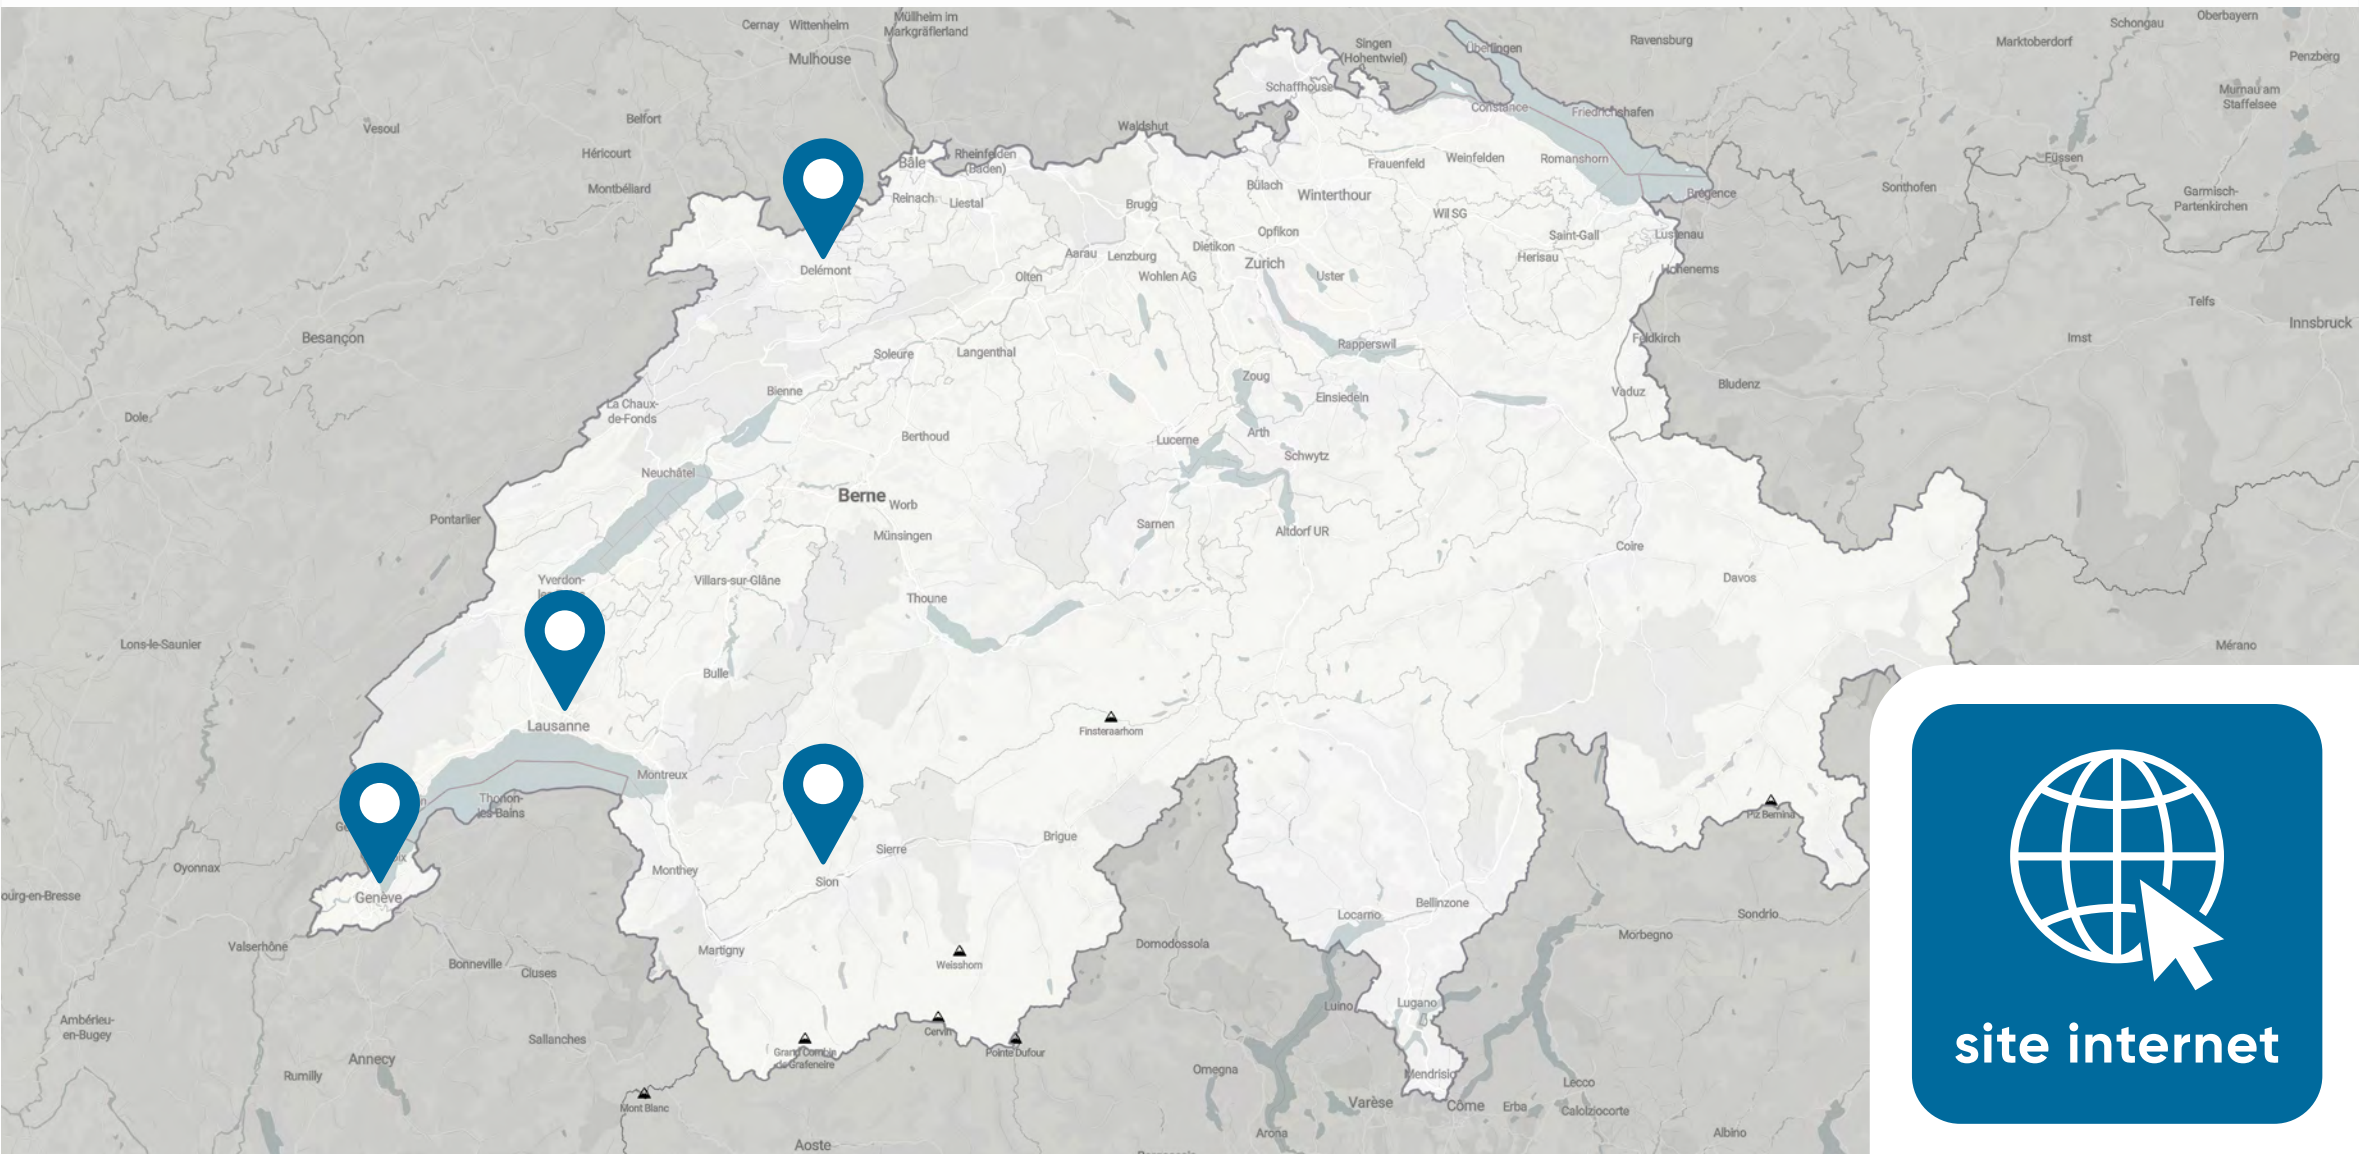 Cernay
Wittenheim
Müllheim im
Markgräflerland
Mulhouse
Singen
(Hohentwiel)
Überlingen
Ravensburg
Schongau
Oberbayern
Marktoberdorf
Penzberg
Murnau am
Staffelsee
Schaffhouse
Constance
Friedrichshafen
Belfort
Vesoul
Waldshut
Héricourt
Bâle
Rheinfelden
(Baden)
Frauenfeld
Weinfelden
Romanshorn
Füssen
Montbéliard
Reinach
Liestal
Brugg
Bülach
Winterthour
Brégence
Sonthofen
Garmisch-
Partenkirchen
Wil SG
Opfikon
Saint-Gall
Lustenau
Dietikon
Aarau
Lenzburg
Herisau
Zurich
Delémont
Olten
Wohlen AG
Uster
Hohenems
Telfs
Innsbruck
Besançon
Feldkirch
Imst
Soleure
Langenthal
Rapperswil
Zoug
Bludenz
Bienne
Einsiedeln
Vaduz
La Chaux-
de-Fonds
Dole
Berthoud
Lucerne
Arth
Schwytz
Neuchâtel
Berne
Worb
Pontarlier
Sarnen
Altdorf UR
Münsingen
Coire
Davos
Yverdon-
les-Bains
Villars-sur-Glâne
Thoune
Lons-le-Saunier
Mérano
Bulle
Lausanne
Finsteraarhorn
Montreux
Thonon-
les-Bains
Piz Bernina
Brigue
Sierre
Oyonnax
Monthey
Sion
ourg-en-Bresse
Genève
Bellinzone
Locarno
Sondrio
Valserhône
Martigny
Domodossola
Morbegno
Bonneville
Cluses
Weisshorn
Luino
Lugano
Ambérieu-
en-Bugey
Cervin
Sallanches
Grand Combin
de Grafeneire
Pointe Dufour
site internet
Annecy
Rumilly
Omegna
Mendrisio
Lecco
Mont Blanc
Varèse
Côme
Erba
Calolziocorte
Aoste
Arona
Albino